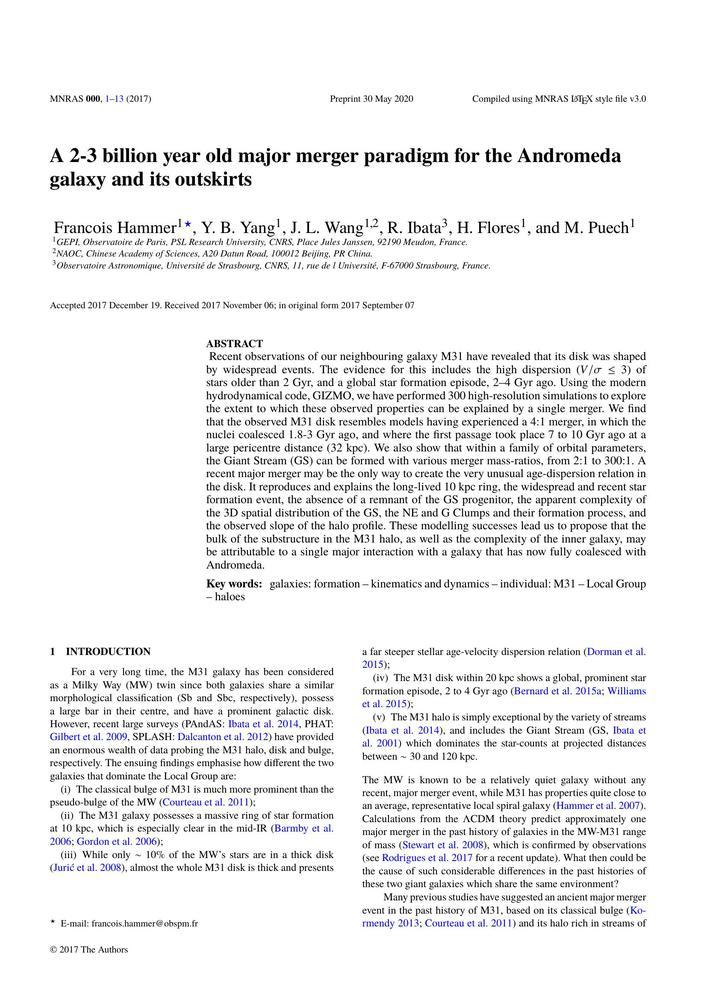 MNRAS 000, 1–13 (2017)
Preprint 30 May 2020
Compiled using MNRAS LATEX style file v3.0
A 2-3 billion year old major merger paradigm for the Andromeda
galaxy and its outskirts
Francois Hammer1⋆, Y. B. Yang1, J. L. Wang1,2, R. Ibata3, H. Flores1, and M. Puech1
1GEPI, Observatoire de Paris, PSL Research University, CNRS, Place Jules Janssen, 92190 Meudon, France.
2NAOC, Chinese Academy of Sciences, A20 Datun Road, 100012 Beijing, PR China.
3Observatoire Astronomique, Université de Strasbourg, CNRS, 11, rue de l Université, F-67000 Strasbourg, France.
Accepted 2017 December 19. Received 2017 November 06; in original form 2017 September 07
ABSTRACT
Recent observations of our neighbouring galaxy M31 have revealed that its disk was shaped
by widespread events. The evidence for this includes the high dispersion (V/σ ≤ 3) of
stars older than 2 Gyr, and a global star formation episode, 2–4 Gyr ago. Using the modern
hydrodynamical code, GIZMO, we have performed 300 high-resolution simulations to explore
the extent to which these observed properties can be explained by a single merger. We find
that the observed M31 disk resembles models having experienced a 4:1 merger, in which the
nuclei coalesced 1.8-3 Gyr ago, and where the first passage took place 7 to 10 Gyr ago at a
large pericentre distance (32 kpc). We also show that within a family of orbital parameters,
the Giant Stream (GS) can be formed with various merger mass-ratios, from 2:1 to 300:1. A
recent major merger may be the only way to create the very unusual age-dispersion relation in
the disk. It reproduces and explains the long-lived 10 kpc ring, the widespread and recent star
formation event, the absence of a remnant of the GS progenitor, the apparent complexity of
the 3D spatial distribution of the GS, the NE and G Clumps and their formation process, and
the observed slope of the halo profile. These modelling successes lead us to propose that the
bulk of the substructure in the M31 halo, as well as the complexity of the inner galaxy, may
be attributable to a single major interaction with a galaxy that has now fully coalesced with
Andromeda.
Key words: galaxies: formation – kinematics and dynamics – individual: M31 – Local Group
– haloes
1 INTRODUCTION
For a very long time, the M31 galaxy has been considered
as a Milky Way (MW) twin since both galaxies share a similar
morphological classification (Sb and Sbc, respectively), possess
a large bar in their centre, and have a prominent galactic disk.
However, recent large surveys (PAndAS: Ibata et al. 2014, PHAT:
Gilbert et al. 2009, SPLASH: Dalcanton et al. 2012) have provided
an enormous wealth of data probing the M31 halo, disk and bulge,
respectively. The ensuing findings emphasise how different the two
galaxies that dominate the Local Group are:
(i) The classical bulge of M31 is much more prominent than the
pseudo-bulge of the MW (Courteau et al. 2011);
(ii) The M31 galaxy possesses a massive ring of star formation
at 10 kpc, which is especially clear in the mid-IR (Barmby et al.
2006; Gordon et al. 2006);
(iii) While only ∼ 10% of the MW's stars are in a thick disk
(Jurić et al. 2008), almost the whole M31 disk is thick and presents
⋆ E-mail: francois.hammer@obspm.fr
© 2017 The Authors
a far steeper stellar age-velocity dispersion relation (Dorman et al.
2015);
(iv) The M31 disk within 20 kpc shows a global, prominent star
formation episode, 2 to 4 Gyr ago (Bernard et al. 2015a; Williams
et al. 2015);
(v) The M31 halo is simply exceptional by the variety of streams
(Ibata et al. 2014), and includes the Giant Stream (GS, Ibata et
al. 2001) which dominates the star-counts at projected distances
between ∼ 30 and 120 kpc.
The MW is known to be a relatively quiet galaxy without any
recent, major merger event, while M31 has properties quite close to
an average, representative local spiral galaxy (Hammer et al. 2007).
Calculations from the ΛCDM theory predict approximately one
major merger in the past history of galaxies in the MW-M31 range
of mass (Stewart et al. 2008), which is confirmed by observations
(see Rodrigues et al. 2017 for a recent update). What then could be
the cause of such considerable differences in the past histories of
these two giant galaxies which share the same environment?
Many previous studies have suggested an ancient major merger
event in the past history of M31, based on its classical bulge (Ko-
rmendy 2013; Courteau et al. 2011) and its halo rich in streams of